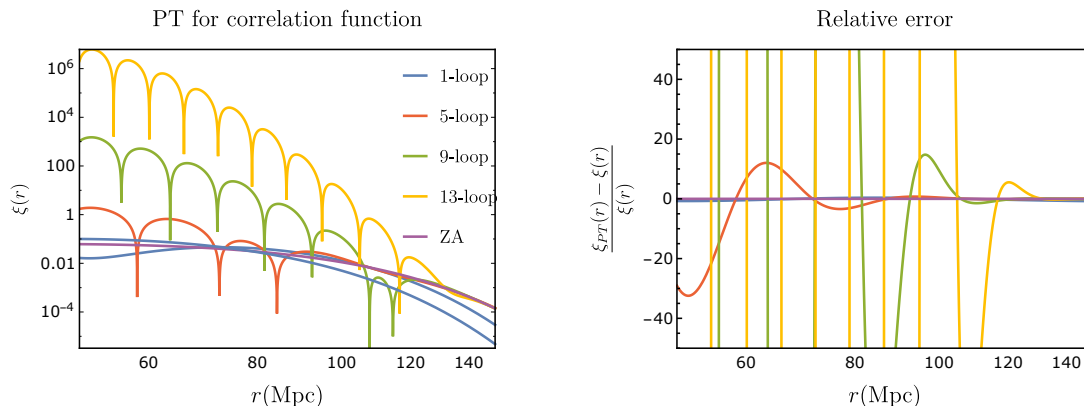 PT for correlation function
10^6
10^4
100
1
0.01
10^-4
ξ(r)
1-loop
5-loop
9-loop
13-loop
ZA
60
80
100
120
140
r(Mpc)
Relative error
40
20
0
-20
-40
ξ_PT(r) − ξ(r)
ξ(r)
60
80
100
120
140
r(Mpc)